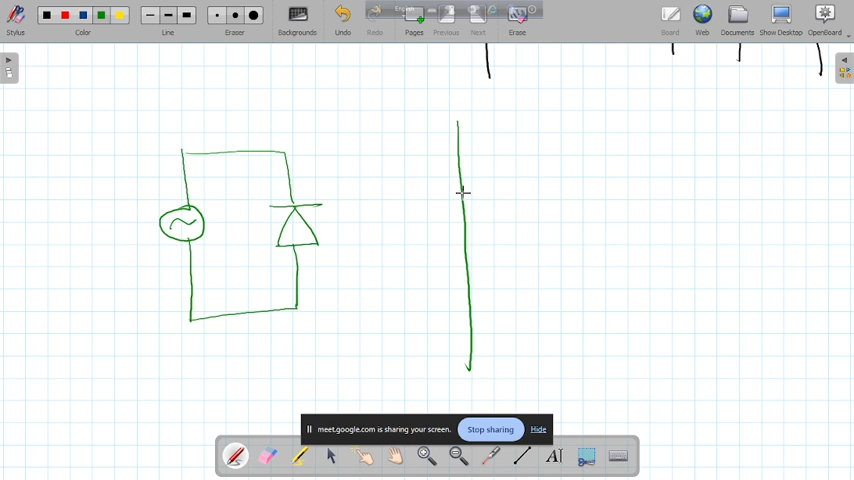 English
Stylus
Color
Line
Eraser
Backgrounds
Undo
Redo
Pages
Previous
Next
Erase
Board
Web
Documents
Show Desktop
OpenBoard
meet.google.com is sharing your screen.
Stop sharing
Hide